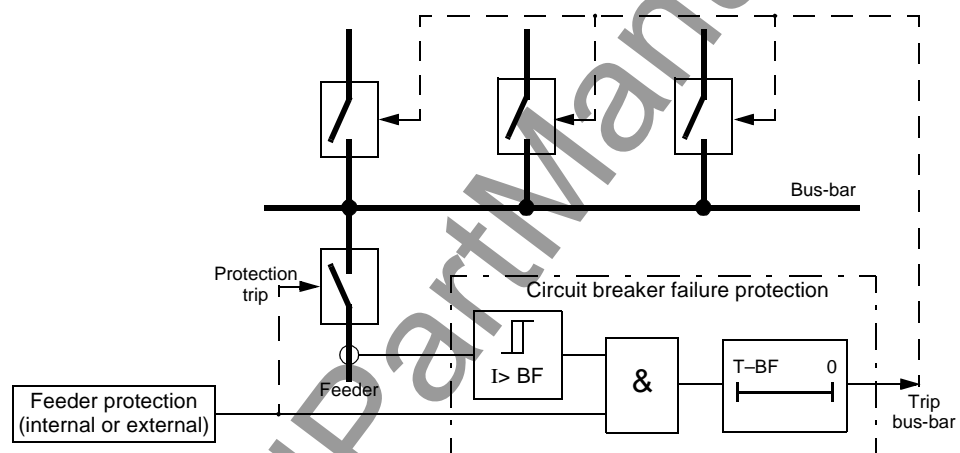 Bus-bar
Protection
trip
Circuit breaker failure protection
I> BF
&
T–BF 0
Trip
bus-bar
Feeder
Feeder protection
(internal or external)